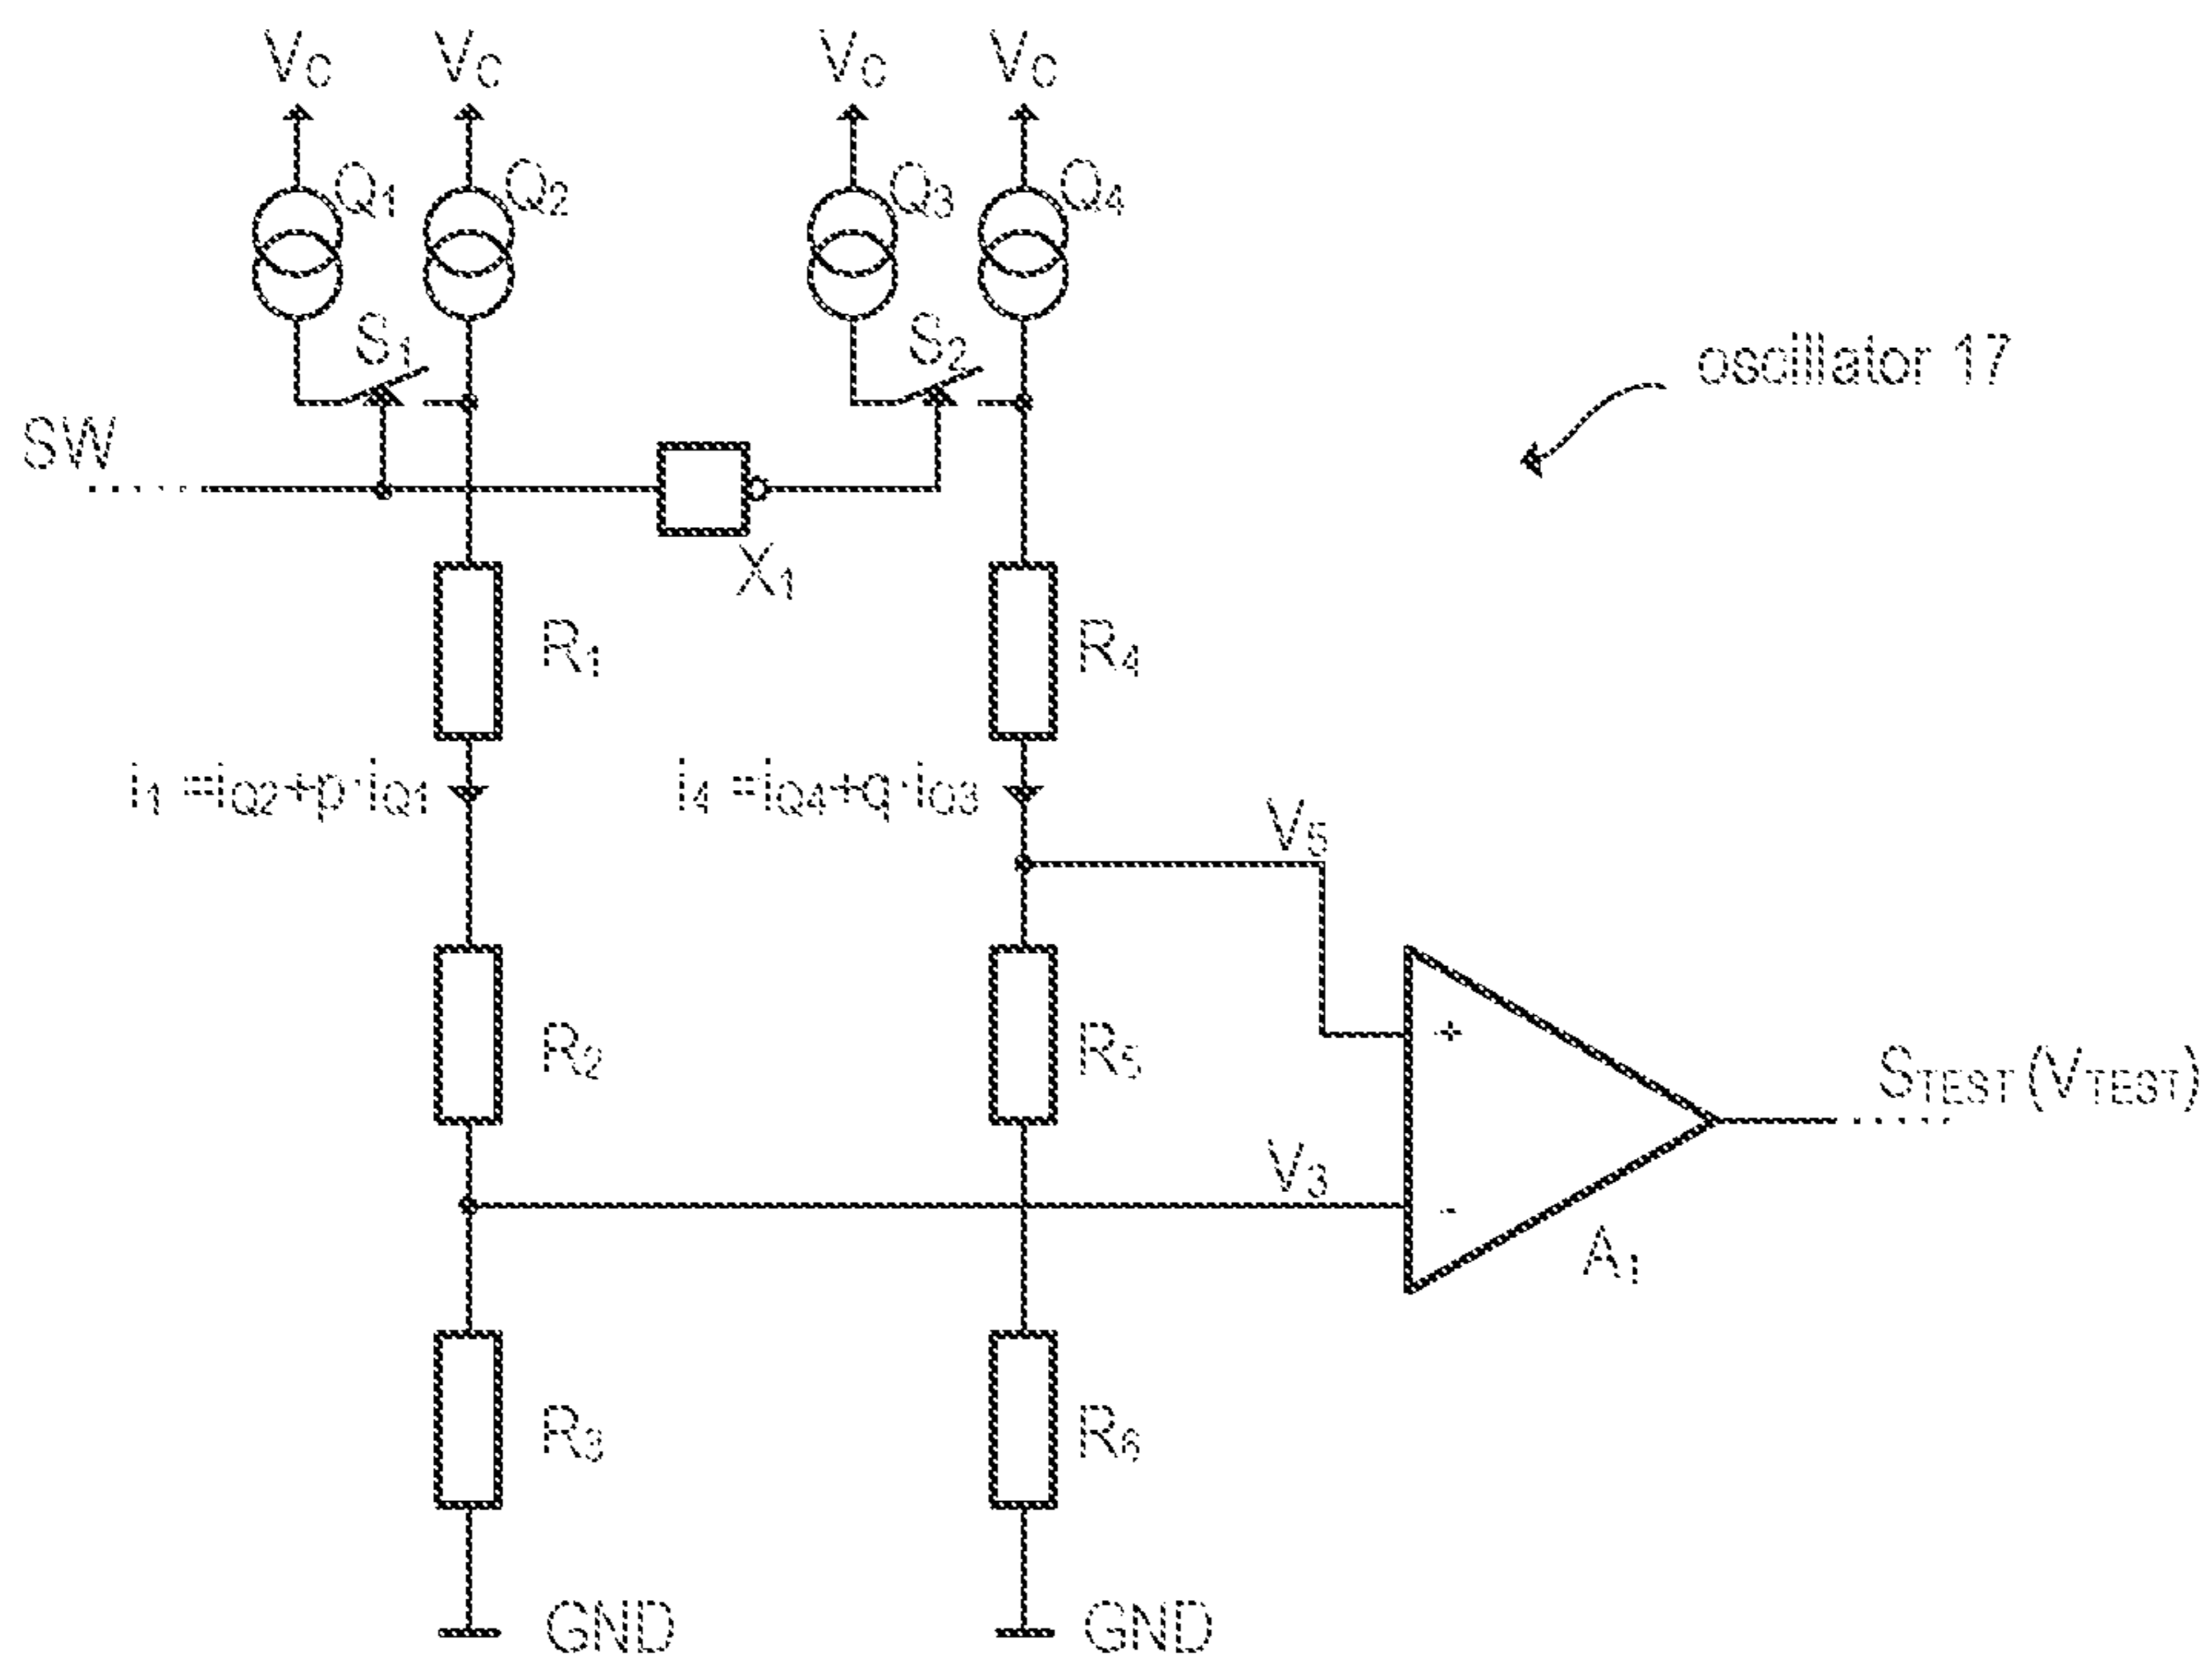 VC VC VC VC
Q1 Q2 Q3 Q4
S1 S2
oscillator 17
SW
X1
R1 R4
i1 =iQ2+p·iQ1 i4 =iQ4+q·iQ3
V5
+
R2 R5
STEST (VTEST)
V3
-
A1
R3 R6
GND GND